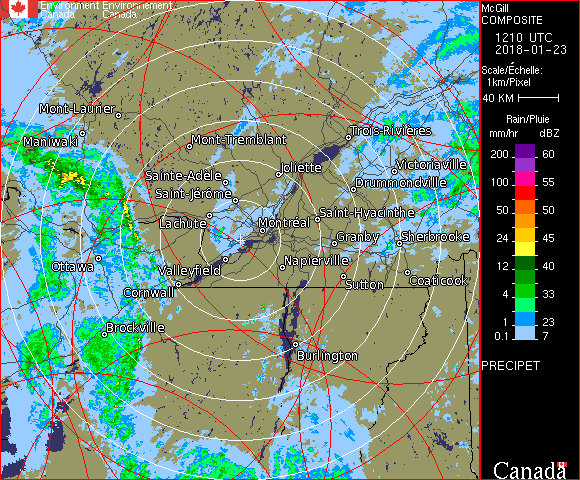 Environment Environnement
Canada Canada
Mont-Laurier
Maniwaki
Mont-Tremblant
Trois-Rivières
Sainte-Adèle
Joliette
Victoriaville
Saint-Jérôme
Drummondville
Lachute
Montréal
Saint-Hyacinthe
Granby
Sherbrooke
Ottawa
Valleyfield
Napierville
Cornwall
Sutton
Coaticook
Brockville
Burlington
McGill
COMPOSITE
1210 UTC
2018-01-23
Scale/Échelle:
1km/Pixel
40 KM
Rain/Pluie
mm/hr dBZ
200 60
150 58
100 55
50 50
24 45
12 40
4 33
1 23
0.1 7
PRECIPET
Canada